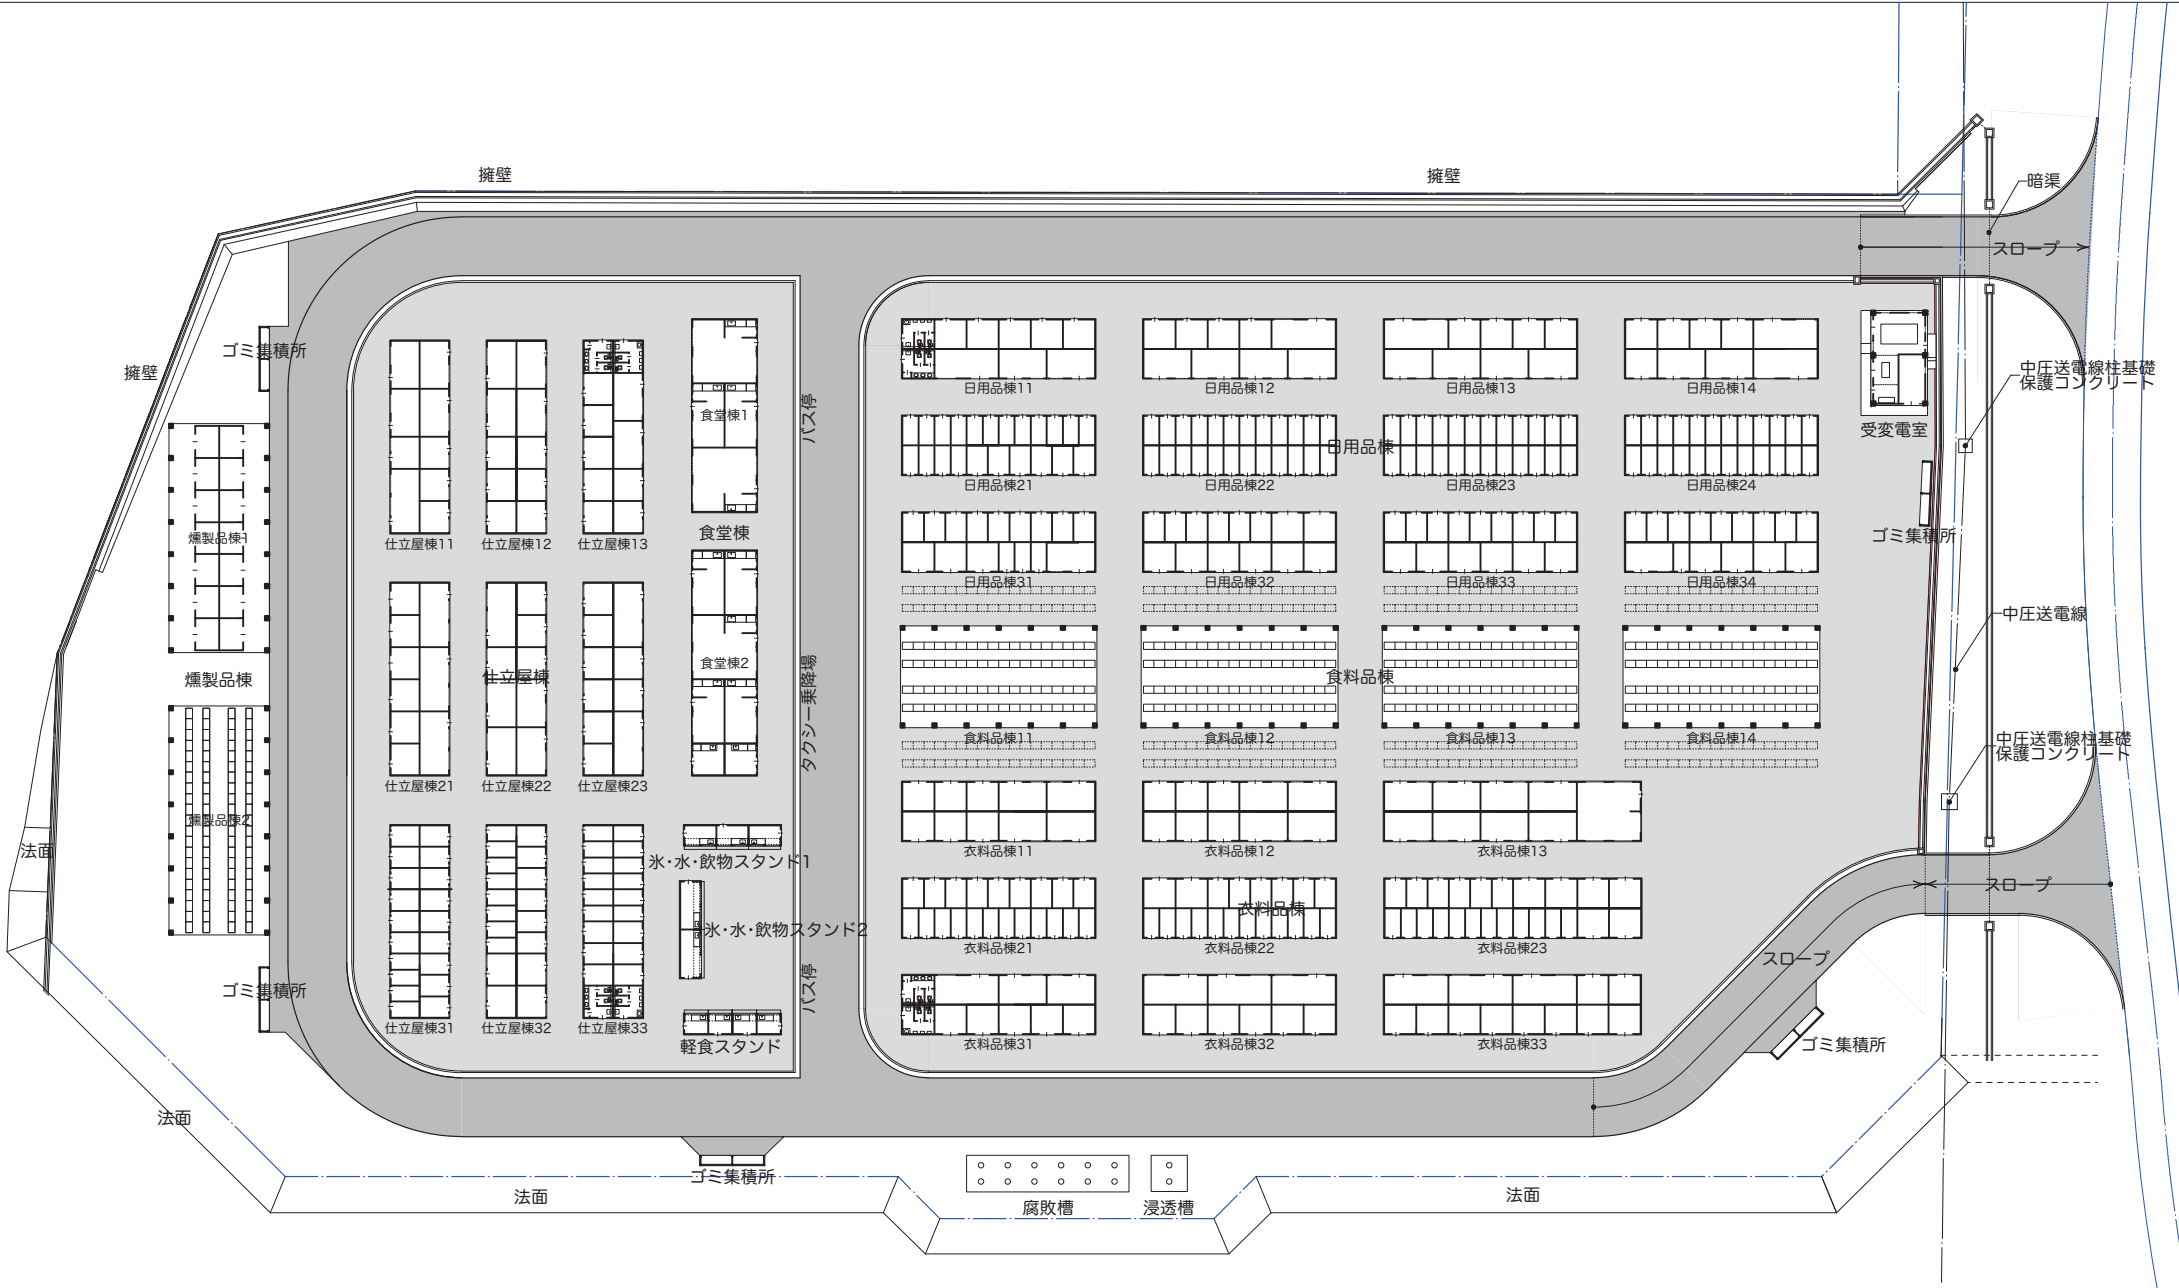 擁壁
擁壁
暗渠
スロープ
ゴミ集積所
擁壁
中圧送電線柱基礎
保護コンクリート
日用品棟11
日用品棟12
日用品棟13
日用品棟14
食堂棟1
バス停
受変電室
日用品棟
日用品棟21
日用品棟22
日用品棟23
日用品棟24
燻製品棟1
仕立屋棟11
仕立屋棟12
仕立屋棟13
食堂棟
ゴミ集積所
日用品棟31
日用品棟32
日用品棟33
日用品棟34
中圧送電線
食堂棟2
燻製品棟
仕立屋棟
タクシー乗降場
食料品棟
食料品棟11
食料品棟12
食料品棟13
食料品棟14
中圧送電線柱基礎
保護コンクリート
仕立屋棟21
仕立屋棟22
仕立屋棟23
燻製品棟2
法面
氷・水・飲物スタンド1
衣料品棟11
衣料品棟12
衣料品棟13
スロープ
衣料品棟
氷・水・飲物スタンド2
衣料品棟21
衣料品棟22
衣料品棟23
スロープ
ゴミ集積所
バス停
仕立屋棟31
仕立屋棟32
仕立屋棟33
軽食スタンド
衣料品棟31
衣料品棟32
衣料品棟33
ゴミ集積所
法面
ゴミ集積所
法面
腐敗槽
浸透槽
法面